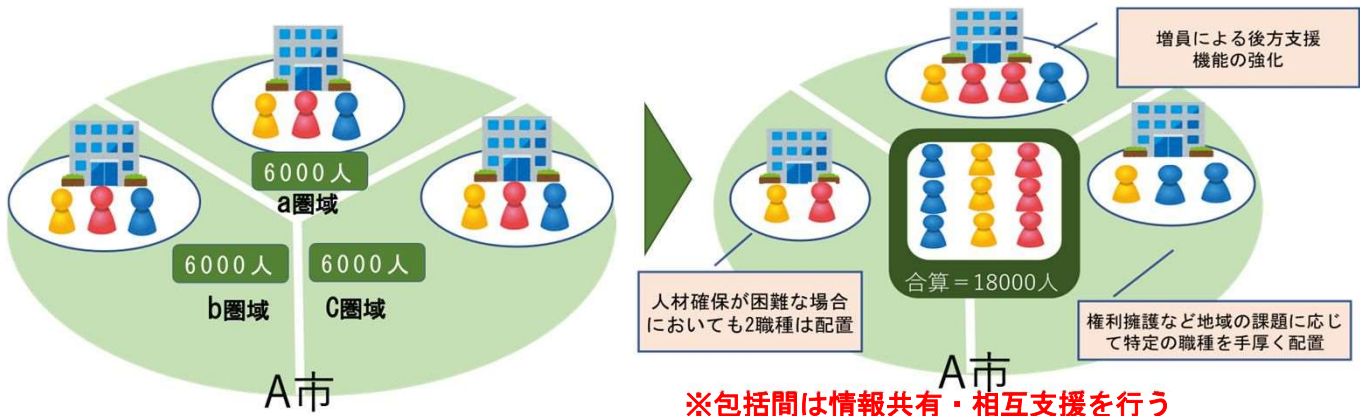 6000人
a圏域
6000人
b圏域
6000人
C圏域
A市
増員による後方支援
機能の強化
合算＝18000人
人材確保が困難な場合
においても2職種は配置
権利擁護など地域の課題に応じ
て特定の職種を手厚く配置
A市
※包括間は情報共有・相互支援を行う